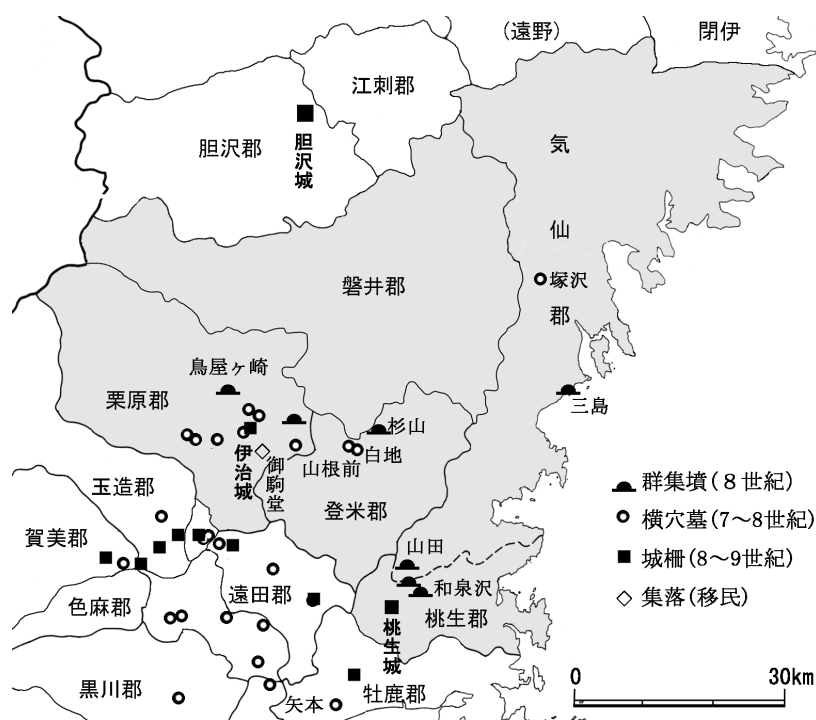 (遠野)
閉伊
江刺郡
胆沢郡
胆沢城
気仙郡
塚沢
磐井郡
鳥屋ヶ崎
栗原郡
三島
杉山
伊治城
御駒堂
山根前
白地
登米郡
玉造郡
賀美郡
色麻郡
遠田郡
山田
和泉沢
桃生郡
桃生城
黒川郡
矢本
牡鹿郡
群集墳(8世紀)
横穴墓(7〜8世紀)
城柵(8〜9世紀)
集落(移民)
0 30km